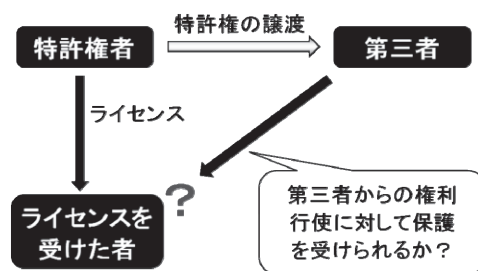 特許権の譲渡
特許権者
第三者
ライセンス
ライセンスを
受けた者
?
第三者からの権利
行使に対して保護
を受けられるか？